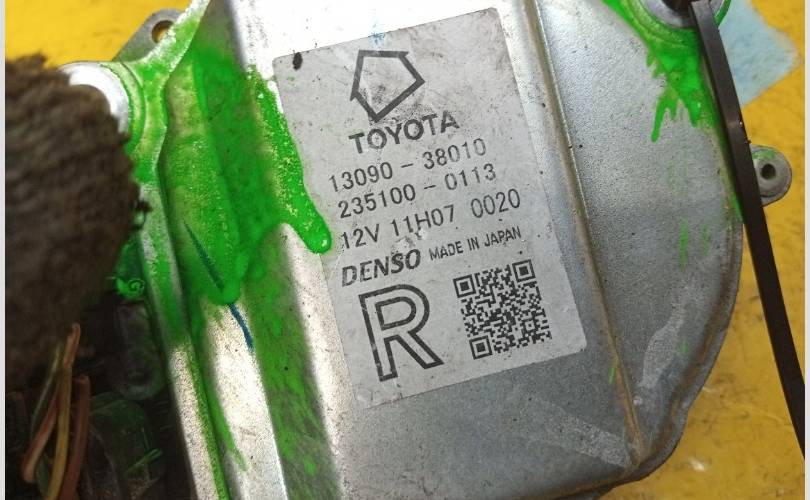 TOYOTA
13090 - 38010
235100 - 0113
12V 11H07 0020
DENSO MADE IN JAPAN
R